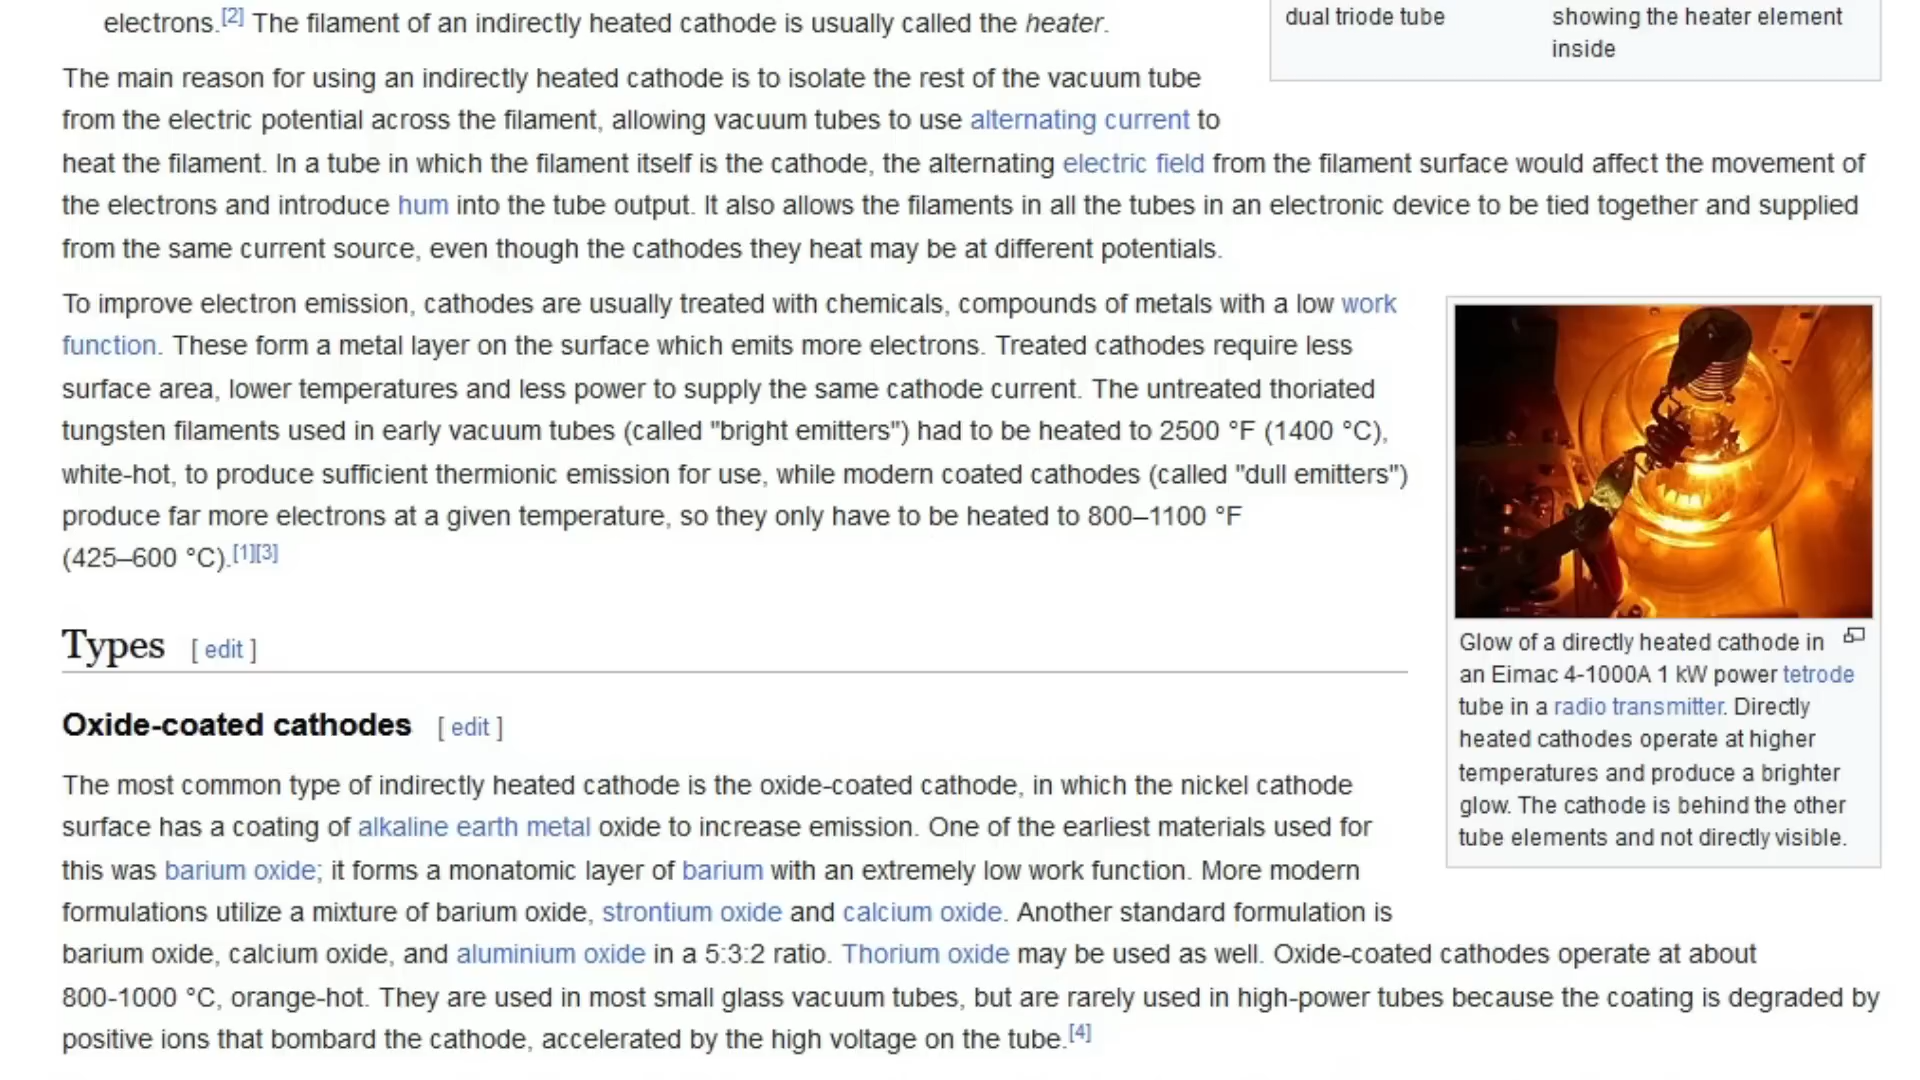 electrons.[2] The filament of an indirectly heated cathode is usually called the heater.
dual triode tube
showing the heater element
inside
The main reason for using an indirectly heated cathode is to isolate the rest of the vacuum tube
from the electric potential across the filament, allowing vacuum tubes to use alternating current to
heat the filament. In a tube in which the filament itself is the cathode, the alternating electric field from the filament surface would affect the movement of
the electrons and introduce hum into the tube output. It also allows the filaments in all the tubes in an electronic device to be tied together and supplied
from the same current source, even though the cathodes they heat may be at different potentials.
To improve electron emission, cathodes are usually treated with chemicals, compounds of metals with a low work
function. These form a metal layer on the surface which emits more electrons. Treated cathodes require less
surface area, lower temperatures and less power to supply the same cathode current. The untreated thoriated
tungsten filaments used in early vacuum tubes (called "bright emitters") had to be heated to 2500 °F (1400 °C),
white-hot, to produce sufficient thermionic emission for use, while modern coated cathodes (called "dull emitters")
produce far more electrons at a given temperature, so they only have to be heated to 800–1100 °F
(425–600 °C).[1][3]
Glow of a directly heated cathode in
an Eimac 4-1000A 1 kW power tetrode
tube in a radio transmitter. Directly
heated cathodes operate at higher
temperatures and produce a brighter
glow. The cathode is behind the other
tube elements and not directly visible.
Types [ edit ]
Oxide-coated cathodes [ edit ]
The most common type of indirectly heated cathode is the oxide-coated cathode, in which the nickel cathode
surface has a coating of alkaline earth metal oxide to increase emission. One of the earliest materials used for
this was barium oxide; it forms a monatomic layer of barium with an extremely low work function. More modern
formulations utilize a mixture of barium oxide, strontium oxide and calcium oxide. Another standard formulation is
barium oxide, calcium oxide, and aluminium oxide in a 5:3:2 ratio. Thorium oxide may be used as well. Oxide-coated cathodes operate at about
800-1000 °C, orange-hot. They are used in most small glass vacuum tubes, but are rarely used in high-power tubes because the coating is degraded by
positive ions that bombard the cathode, accelerated by the high voltage on the tube.[4]